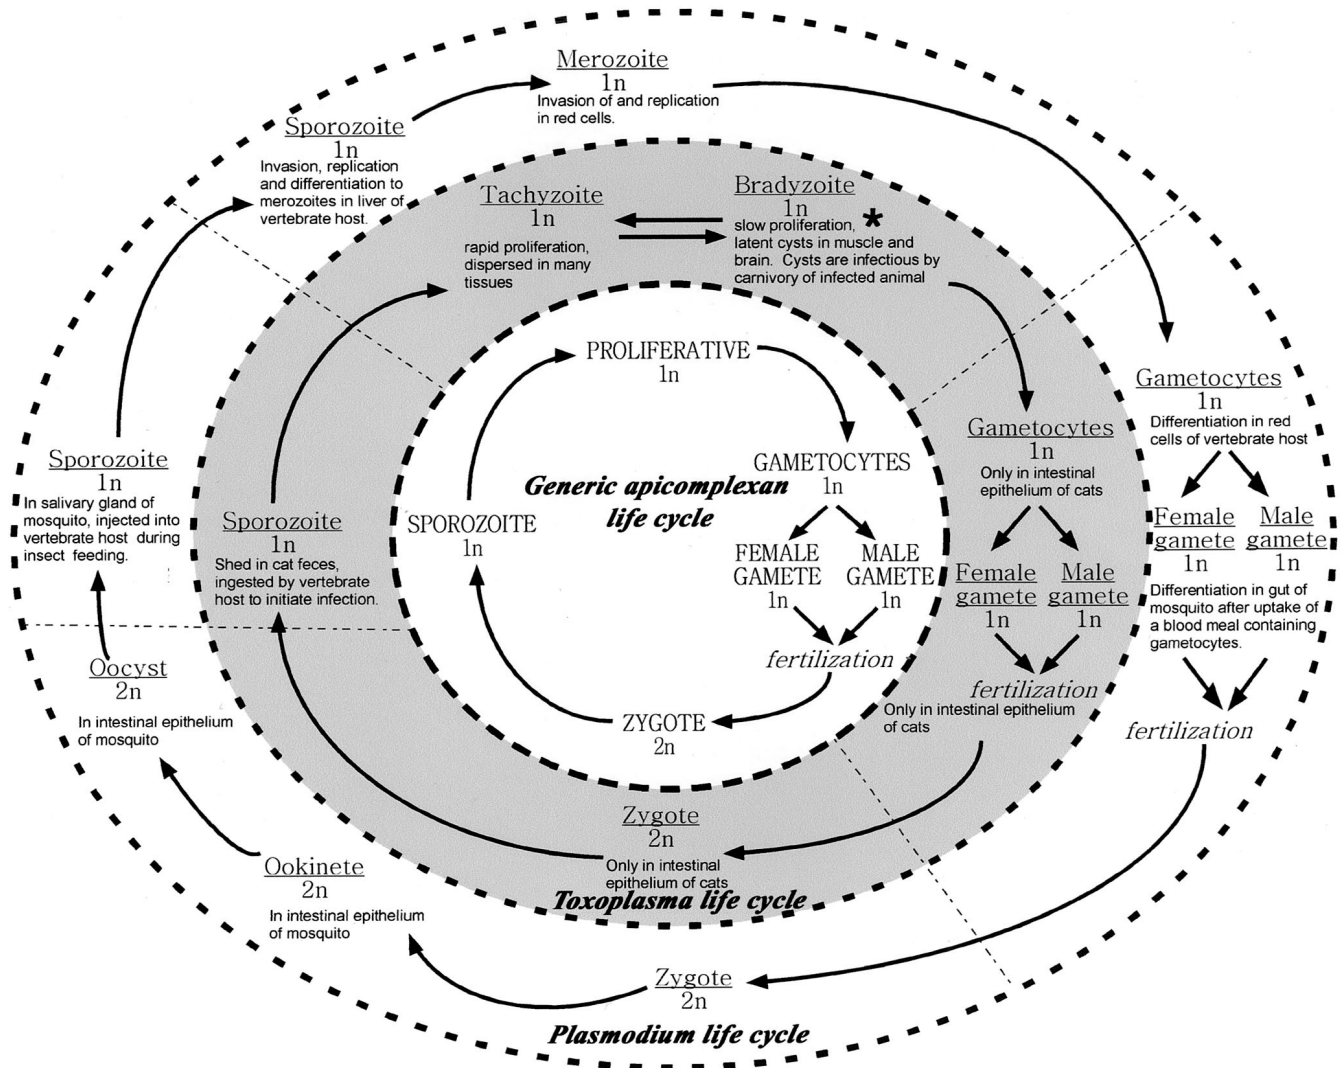 Merozoite
1n
Invasion of and replication
in red cells.
Sporozoite
1n
Invasion, replication
and differentiation to
merozoites in liver of
vertebrate host.
Tachyzoite
1n
rapid proliferation,
dispersed in many
tissues
Bradyzoite
1n
slow proliferation, *
latent cysts in muscle and
brain. Cysts are infectious by
carnivory of infected animal
PROLIFERATIVE
1n
Gametocytes
1n
Differentiation in red
cells of vertebrate host
Gametocytes
1n
Only in intestinal
epithelium of cats
GAMETOCYTES
1n
Generic apicomplexan
life cycle
Sporozoite
1n
In salivary gland of
mosquito, injected into
vertebrate host during
insect feeding.
Sporozoite
1n
Shed in cat feces,
ingested by vertebrate
host to initiate infection.
SPOROZOITE
1n
FEMALE
GAMETE
1n
MALE
GAMETE
1n
Female
gamete
1n
Male
gamete
1n
Female
gamete
1n
Male
gamete
1n
Differentiation in gut of
mosquito after uptake of
a blood meal containing
gametocytes.
fertilization
fertilization
Only in intestinal epithelium
of cats
fertilization
Oocyst
2n
In intestinal epithelium
of mosquito
ZYGOTE
2n
Zygote
2n
Only in intestinal
epithelium of cats
Toxoplasma life cycle
Ookinete
2n
In intestinal epithelium
of mosquito
Zygote
2n
Plasmodium life cycle